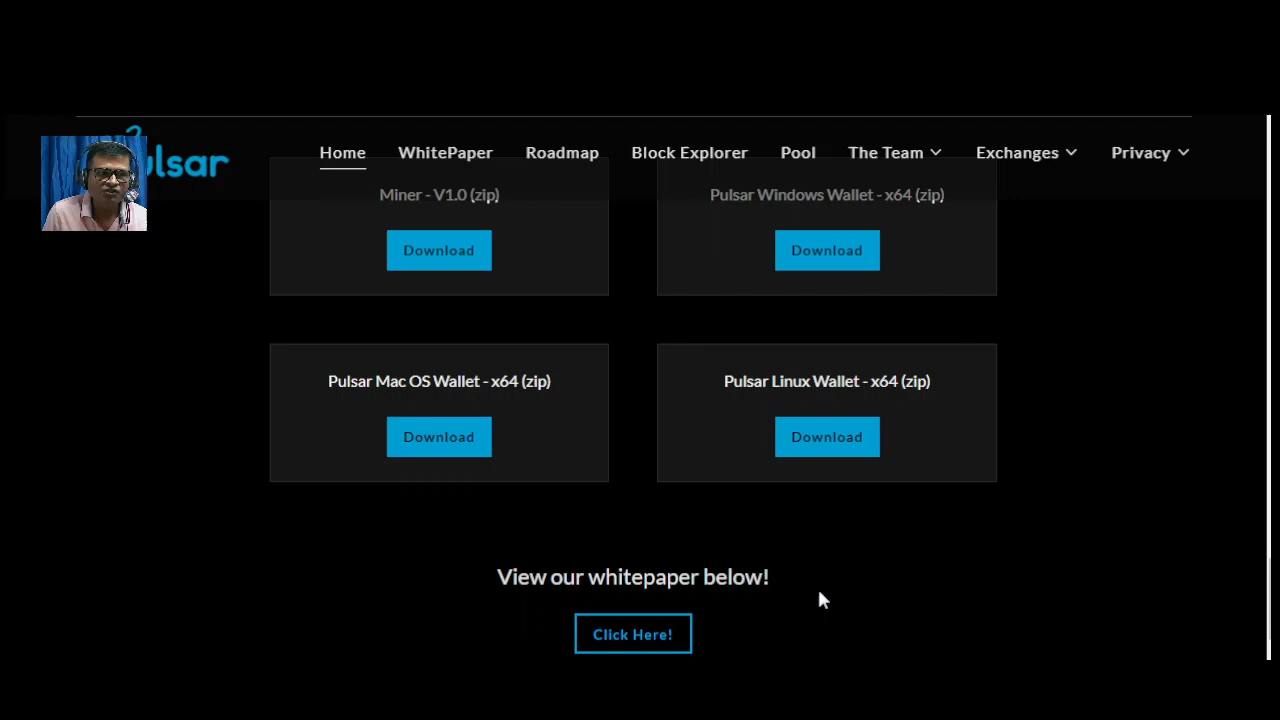 ulsar
Home WhitePaper Roadmap Block Explorer Pool The Team Exchanges Privacy
Miner - V1.0 (zip) Pulsar Windows Wallet - x64 (zip)
Download Download
Pulsar Mac OS Wallet - x64 (zip) Pulsar Linux Wallet - x64 (zip)
Download Download
View our whitepaper below!
Click Here!